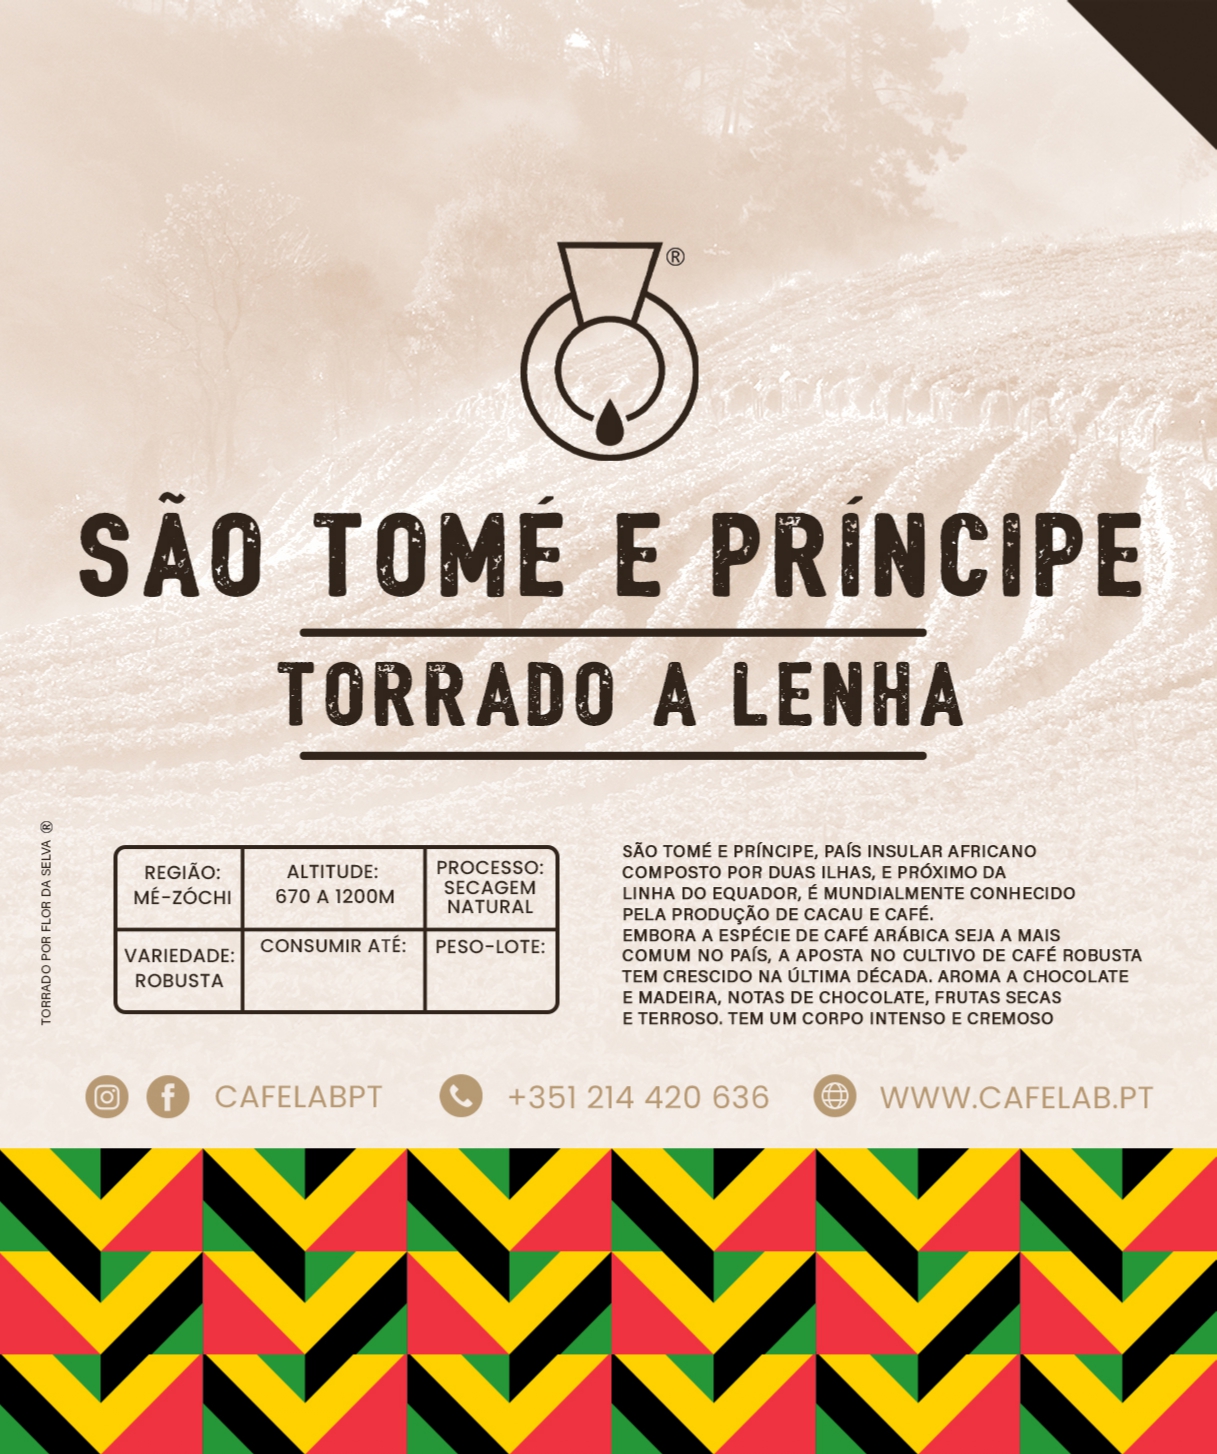 ®
SÃO TOMÉ E PRÍNCIPE
TORRADO A LENHA
TORRADO POR FLOR DA SELVA ®
REGIÃO:
MÉ-ZÓCHI
ALTITUDE:
670 A 1200M
PROCESSO:
SECAGEM
NATURAL
VARIEDADE:
ROBUSTA
CONSUMIR ATÉ:
PESO-LOTE:
SÃO TOMÉ E PRÍNCIPE, PAÍS INSULAR AFRICANO
COMPOSTO POR DUAS ILHAS, E PRÓXIMO DA
LINHA DO EQUADOR, É MUNDIALMENTE CONHECIDO
PELA PRODUÇÃO DE CACAU E CAFÉ.
EMBORA A ESPÉCIE DE CAFÉ ARÁBICA SEJA A MAIS
COMUM NO PAÍS, A APOSTA NO CULTIVO DE CAFÉ ROBUSTA
TEM CRESCIDO NA ÚLTIMA DÉCADA. AROMA A CHOCOLATE
E MADEIRA, NOTAS DE CHOCOLATE, FRUTAS SECAS
E TERROSO. TEM UM CORPO INTENSO E CREMOSO
CAFELABPT
+351 214 420 636
WWW.CAFELAB.PT